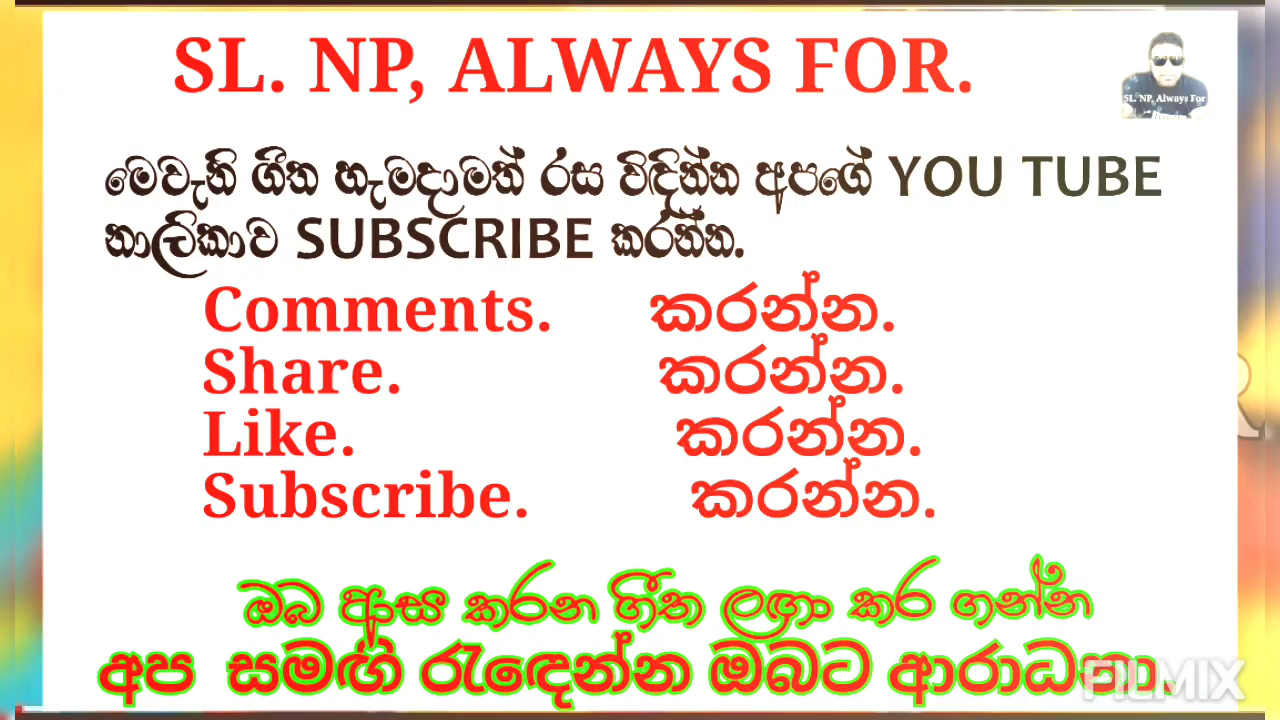 SL. NP, ALWAYS FOR.
SL. NP, Always For
මෙවැනි ගීත හැමදාමත් රස විඳින්න අපගේ YOU TUBE
නාලිකාව SUBSCRIBE කරන්න.
Comments. කරන්න.
Share. කරන්න.
Like. කරන්න.
Subscribe. කරන්න.
ඔබ ආස කරන ගීත ලඟා කර ගන්න
අප සමඟි රැඳෙන්න ඔබට ආරාධනා.
FILMIX